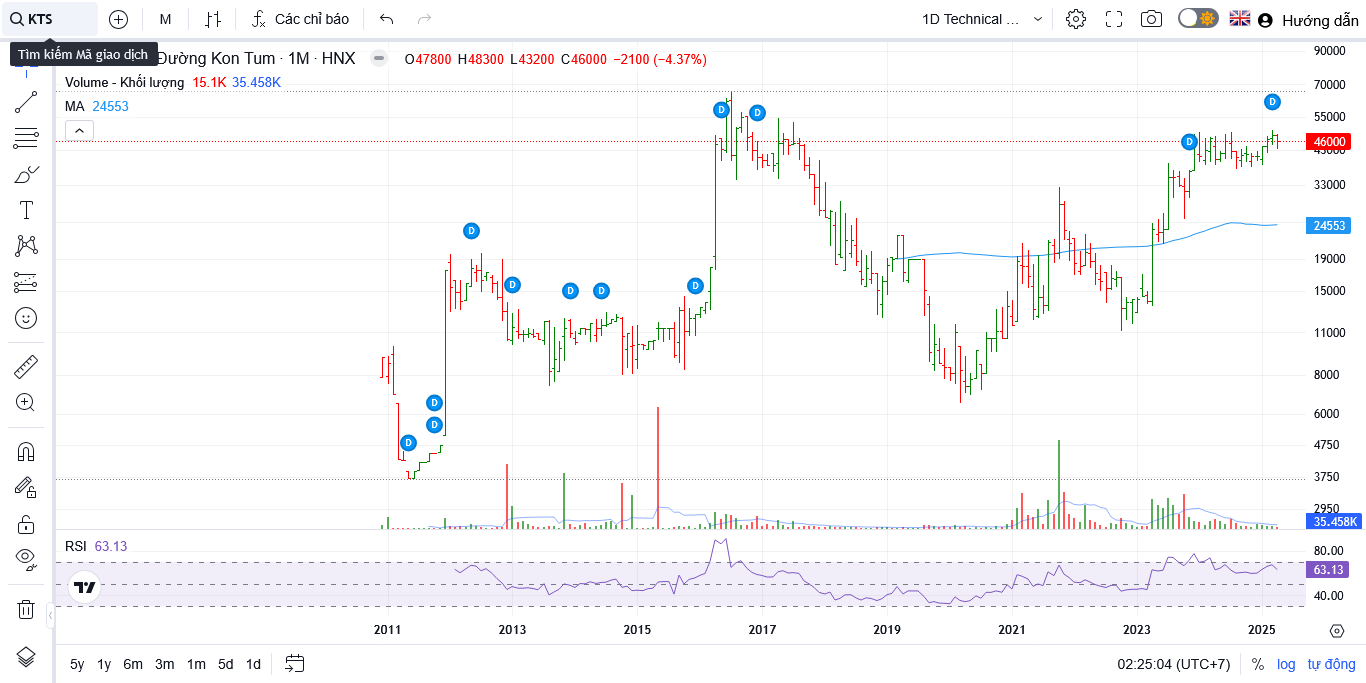 KTS
M
Các chỉ báo
1D Technical ...
Hướng dẫn
Tìm kiếm Mã giao dịch
Đường Kon Tum · 1M · HNX
O47800 H48300 L43200 C46000 −2100 (−4.37%)
Volume - Khối lượng 15.1K 35.458K
MA 24553
90000
70000
55000
46000
43000
33000
24553
19000
15000
11000
8000
6000
4750
3750
2950
35.458K
D
D
D
D
D
D
D
D
D
D
D
D
D
RSI 63.13
80.00
63.13
40.00
2011 2013 2015 2017 2019 2021 2023 2025
5y 1y 6m 3m 1m 5d 1d
02:25:04 (UTC+7)
% log tự động